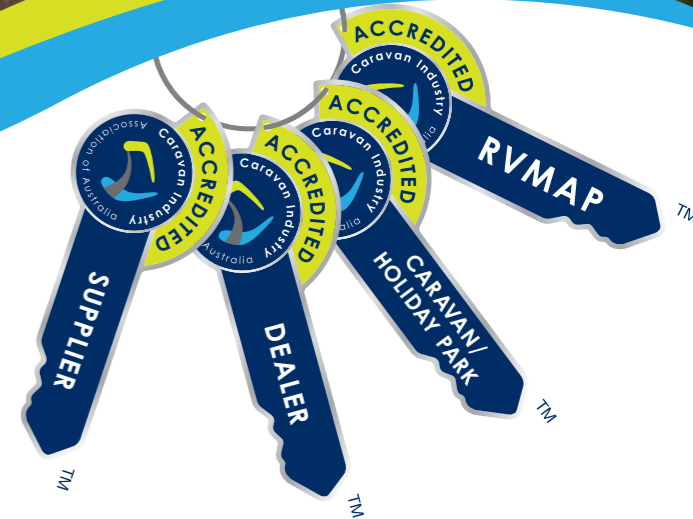 ACCREDITED
Caravan Industry
Association of Australia
SUPPLIER
TM
ACCREDITED
Caravan Industry
Australia
DEALER
TM
ACCREDITED
Caravan Industry
CARAVAN/
HOLIDAY PARK
TM
ACCREDITED
Caravan Industry
RVMAP
TM